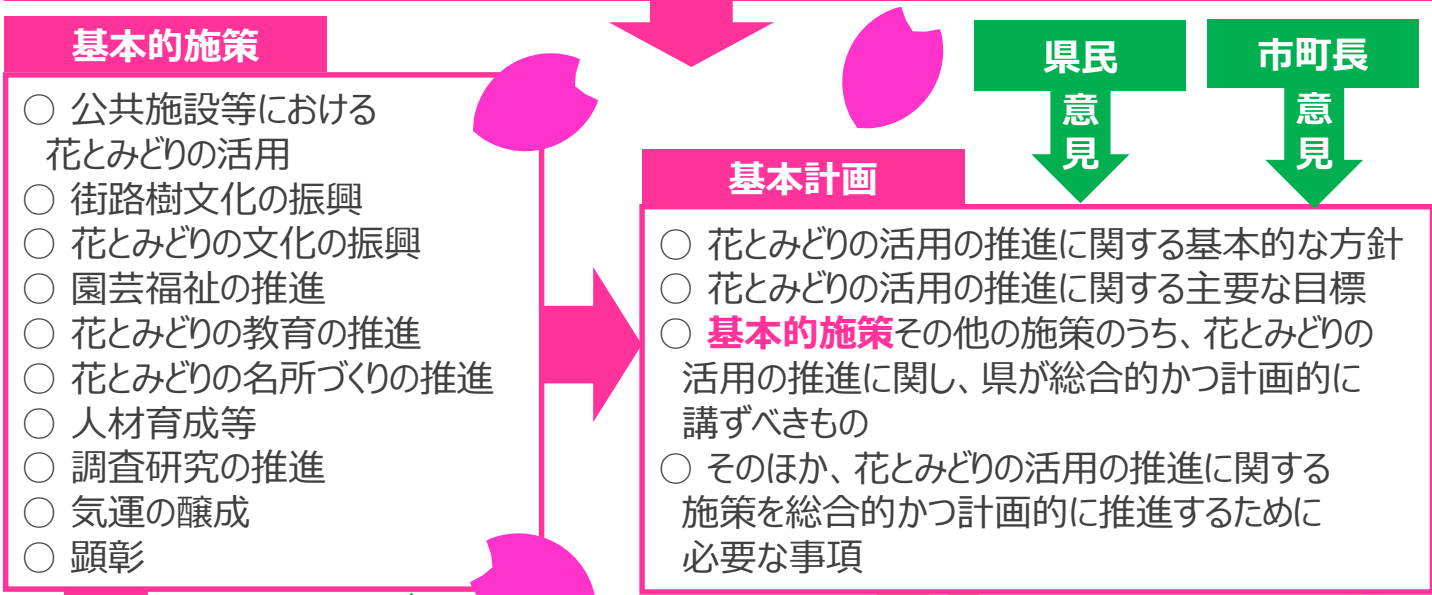 基本的施策
○ 公共施設等における
花とみどりの活用
○ 街路樹文化の振興
○ 花とみどりの文化の振興
○ 園芸福祉の推進
○ 花とみどりの教育の推進
○ 花とみどりの名所づくりの推進
○ 人材育成等
○ 調査研究の推進
○ 気運の醸成
○ 顕彰
県民
意見
市町長
意見
基本計画
○ 花とみどりの活用の推進に関する基本的な方針
○ 花とみどりの活用の推進に関する主要な目標
○ 基本的施策その他の施策のうち、花とみどりの
活用の推進に関し、県が総合的かつ計画的に
講ずべきもの
○ そのほか、花とみどりの活用の推進に関する
施策を総合的かつ計画的に推進するために
必要な事項